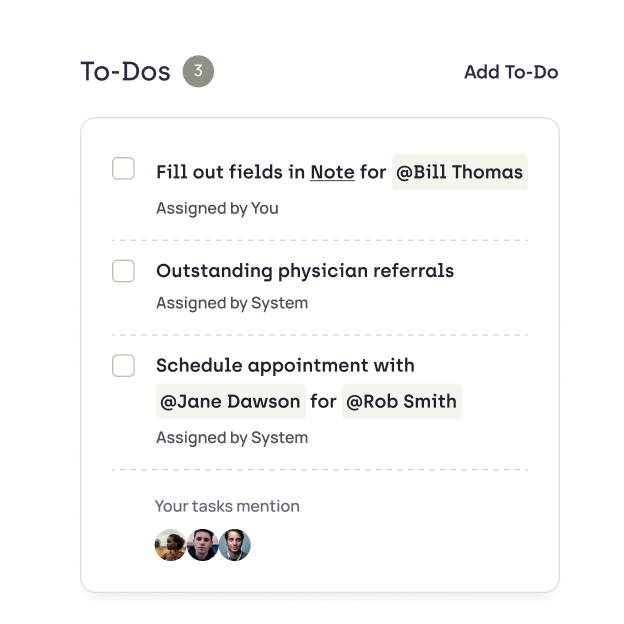 To-Dos 3 Add To-Do
Fill out fields in Note for @Bill Thomas
Assigned by You
Outstanding physician referrals
Assigned by System
Schedule appointment with
@Jane Dawson for @Rob Smith
Assigned by System
Your tasks mention